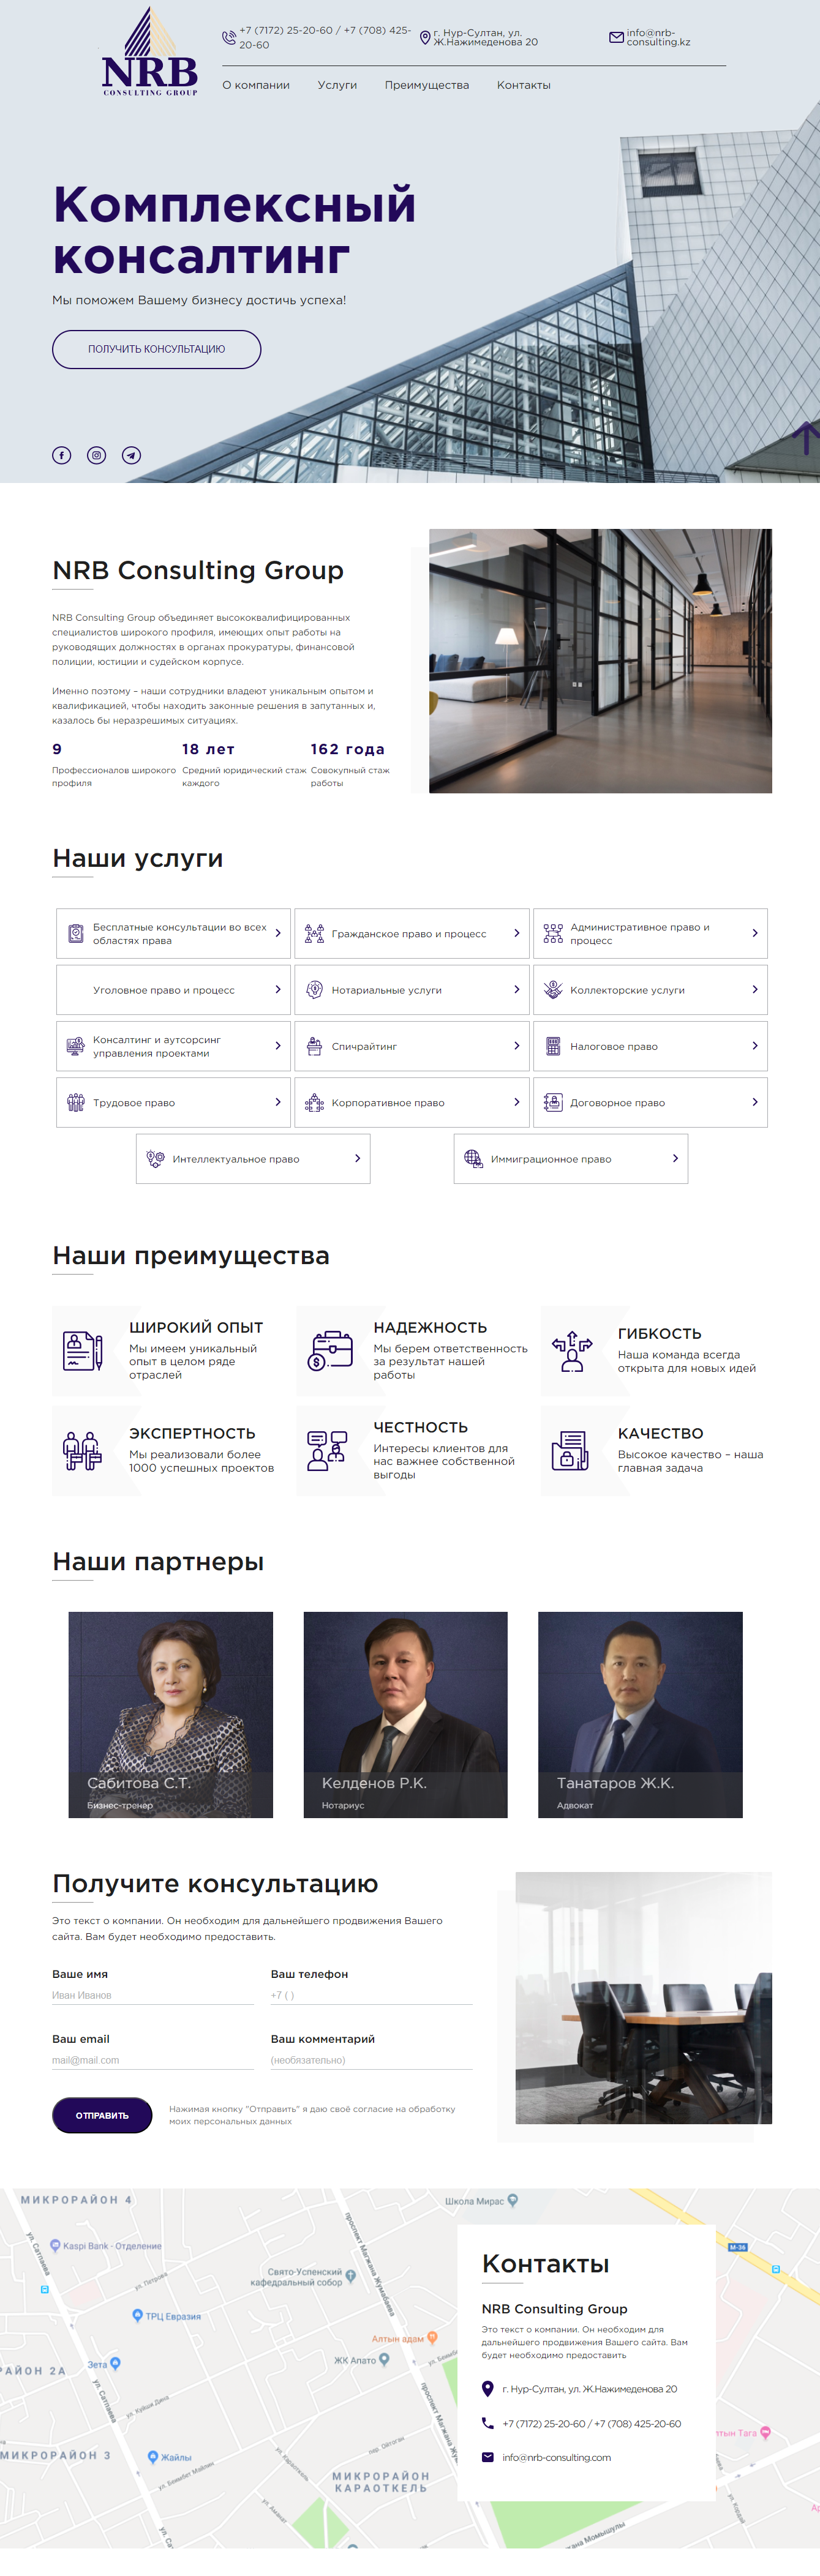 NRB
CONSULTING GROUP
+7 (7172) 25-20-60 / +7 (708) 425-
20-60
г. Нур-Султан, ул.
Ж.Нажимеденова 20
info@nrb-
consulting.kz
О компании Услуги Преимущества Контакты
Комплексный
консалтинг
Мы поможем Вашему бизнесу достичь успеха!
ПОЛУЧИТЬ КОНСУЛЬТАЦИЮ
NRB Consulting Group
NRB Consulting Group объединяет высококвалифицированных
специалистов широкого профиля, имеющих опыт работы на
руководящих должностях в органах прокуратуры, финансовой
полиции, юстиции и судейском корпусе.
Именно поэтому – наши сотрудники владеют уникальным опытом и
квалификацией, чтобы находить законные решения в запутанных и,
казалось бы неразрешимых ситуациях.
9
Профессионалов широкого
профиля
18 лет
Средний юридический стаж
каждого
162 года
Совокупный стаж
работы
Наши услуги
Бесплатные консультации во всех
областях права
Гражданское право и процесс
Административное право и
процесс
Уголовное право и процесс
Нотариальные услуги
Коллекторские услуги
Консалтинг и аутсорсинг
управления проектами
Спичрайтинг
Налоговое право
Трудовое право
Корпоративное право
Договорное право
Интеллектуальное право
Иммиграционное право
Наши преимущества
ШИРОКИЙ ОПЫТ
Мы имеем уникальный
опыт в целом ряде
отраслей
НАДЕЖНОСТЬ
Мы берем ответственность
за результат нашей
работы
ГИБКОСТЬ
Наша команда всегда
открыта для новых идей
ЭКСПЕРТНОСТЬ
Мы реализовали более
1000 успешных проектов
ЧЕСТНОСТЬ
Интересы клиентов для
нас важнее собственной
выгоды
КАЧЕСТВО
Высокое качество – наша
главная задача
Наши партнеры
Сабитова С.Т.
Бизнес-тренер
Келденов Р.К.
Нотариус
Танатаров Ж.К.
Адвокат
Получите консультацию
Это текст о компании. Он необходим для дальнейшего продвижения Вашего
сайта. Вам будет необходимо предоставить.
Ваше имя
Иван Иванов
Ваш телефон
+7 ( )
Ваш email
mail@mail.com
Ваш комментарий
(необязательно)
ОТПРАВИТЬ
Нажимая кнопку "Отправить" я даю своё согласие на обработку
моих персональных данных
МИКРОРАЙОН 4
ул. Сатпаева
Kaspi Bank - Отделение
ул. Петрова
ТРЦ Евразия
Зета
РАЙОН 2А
ул. Сатпаева
МИКРОРАЙОН 3
Жайлы
ул. Бейимбет Майлин
Школа Мирас
проспект Магжана Жумабаева
Свято-Успенский
кафедральный собор
Алтын адам
ЖК Апато
МИКРОРАЙОН
КАРАОТКЕЛЬ
М-36
лтын Тага
Контакты
NRB Consulting Group
Это текст о компании. Он необходим для
дальнейшего продвижения Вашего сайта. Вам
будет необходимо предоставить
г. Нур-Султан, ул. Ж.Нажимеденова 20
+7 (7172) 25-20-60 / +7 (708) 425-20-60
info@nrb-consulting.com